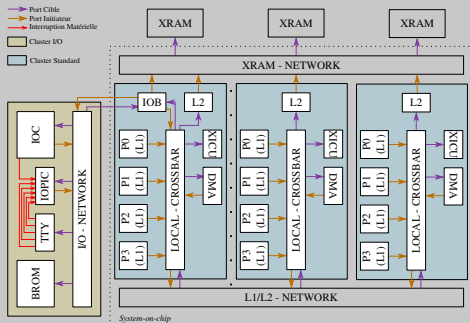 Port Cible
Port Initiateur
Interruption Matérielle
Cluster I/O
Cluster Standard
XRAM
XRAM
XRAM
XRAM - NETWORK
IOB
L2
L2
L2
IOC
IOPIC
TTY
BROM
I/O - NETWORK
P0
(L1)
P1
(L1)
P2
(L1)
P3
(L1)
LOCAL - CROSSBAR
XICU
DMA
P0
(L1)
P1
(L1)
P2
(L1)
P3
(L1)
LOCAL - CROSSBAR
XICU
DMA
P0
(L1)
P1
(L1)
P2
(L1)
P3
(L1)
LOCAL - CROSSBAR
XICU
DMA
L1/L2 - NETWORK
System-on-chip